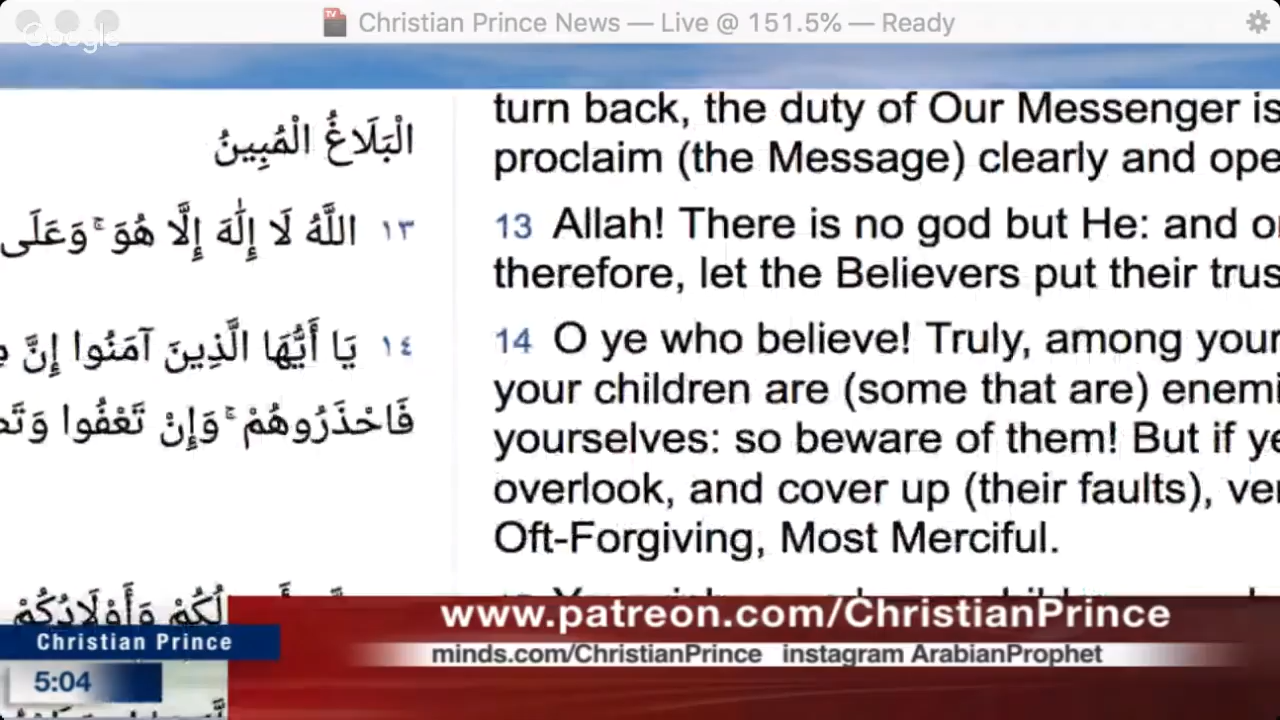 Christian Prince News — Live @ 151.5% — Ready
Google
الْبَلَاغُ الْمُبِينُ
١٣ اللَّهُ لَا إِلَٰهَ إِلَّا هُوَ ۚ وَعَلَى
١٤ يَا أَيُّهَا الَّذِينَ آمَنُوا إِنَّ
فَاحْذَرُوهُمْ ۚ وَإِنْ تَعْفُوا
وَأَوْلَادُكُمْ
turn back, the duty of Our Messenger is
proclaim (the Message) clearly and ope
13 Allah! There is no god but He: and o
therefore, let the Believers put their trus
14 O ye who believe! Truly, among your
your children are (some that are) enemi
yourselves: so beware of them! But if ye
overlook, and cover up (their faults), ve
Oft-Forgiving, Most Merciful.
www.patreon.com/ChristianPrince
minds.com/ChristianPrince instagram ArabianProphet
Christian Prince
5:04